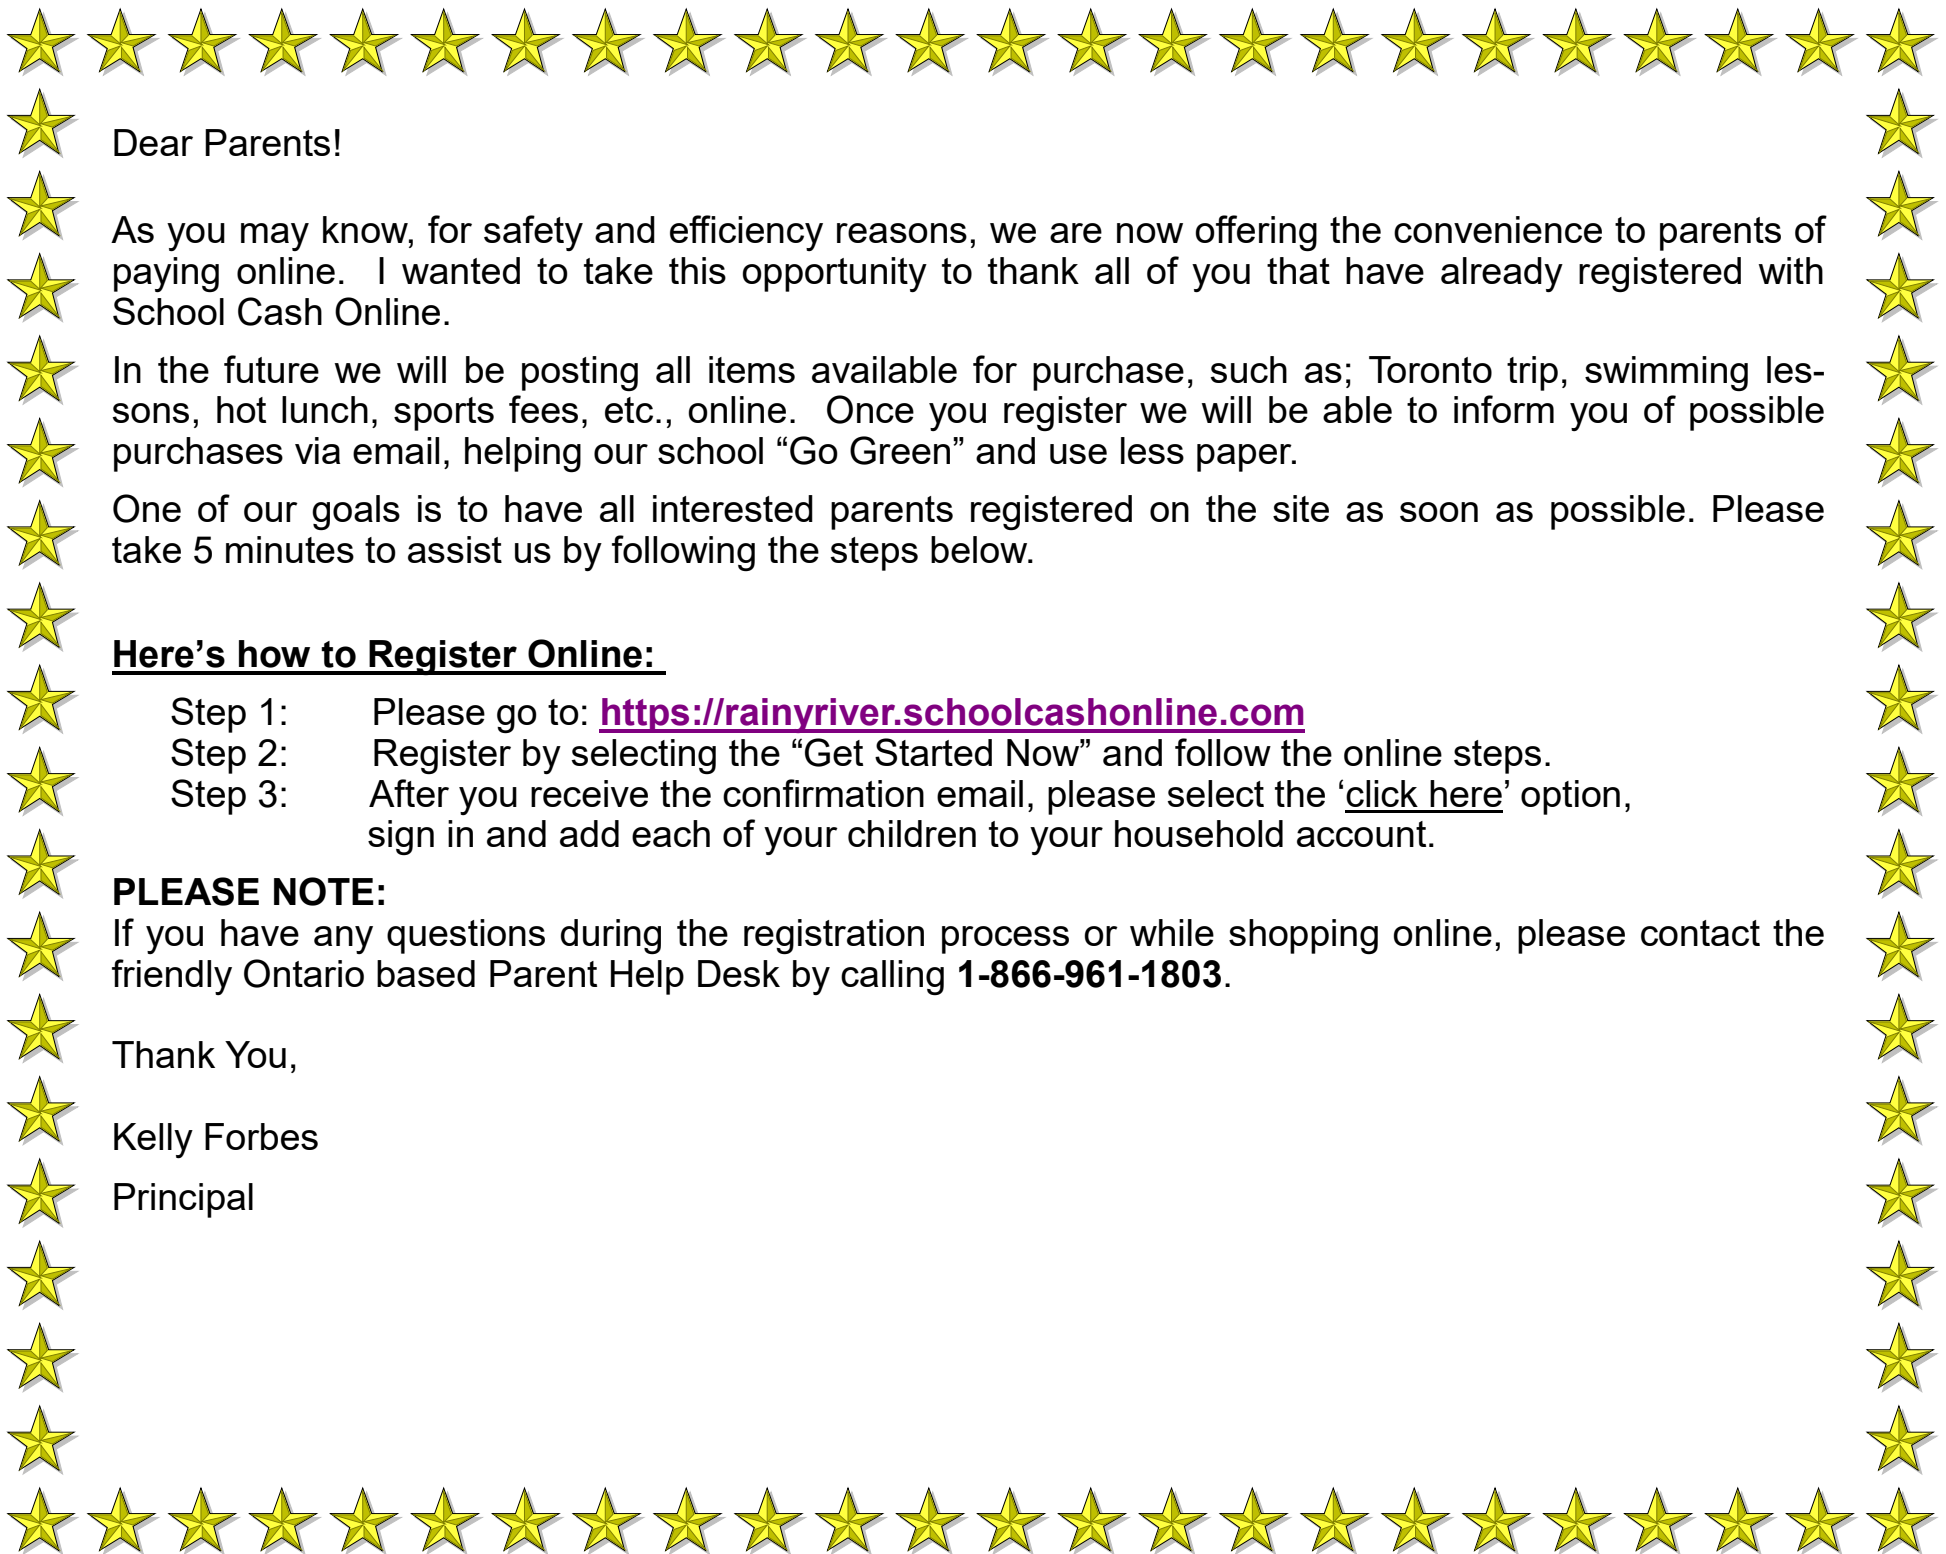 Dear Parents!
As you may know, for safety and efficiency reasons, we are now offering the convenience to parents of
paying online.  I wanted to take this opportunity to thank all of you that have already registered with
School Cash Online.
In the future we will be posting all items available for purchase, such as; Toronto trip, swimming les-
sons, hot lunch, sports fees, etc., online.  Once you register we will be able to inform you of possible
purchases via email, helping our school “Go Green” and use less paper.
One of our goals is to have all interested parents registered on the site as soon as possible. Please
take 5 minutes to assist us by following the steps below.
Here’s how to Register Online:
Step 1: Please go to: https://rainyriver.schoolcashonline.com
Step 2: Register by selecting the “Get Started Now” and follow the online steps.
Step 3: After you receive the confirmation email, please select the ‘click here’ option,
sign in and add each of your children to your household account.
PLEASE NOTE:
If you have any questions during the registration process or while shopping online, please contact the
friendly Ontario based Parent Help Desk by calling 1-866-961-1803.
Thank You,
Kelly Forbes
Principal